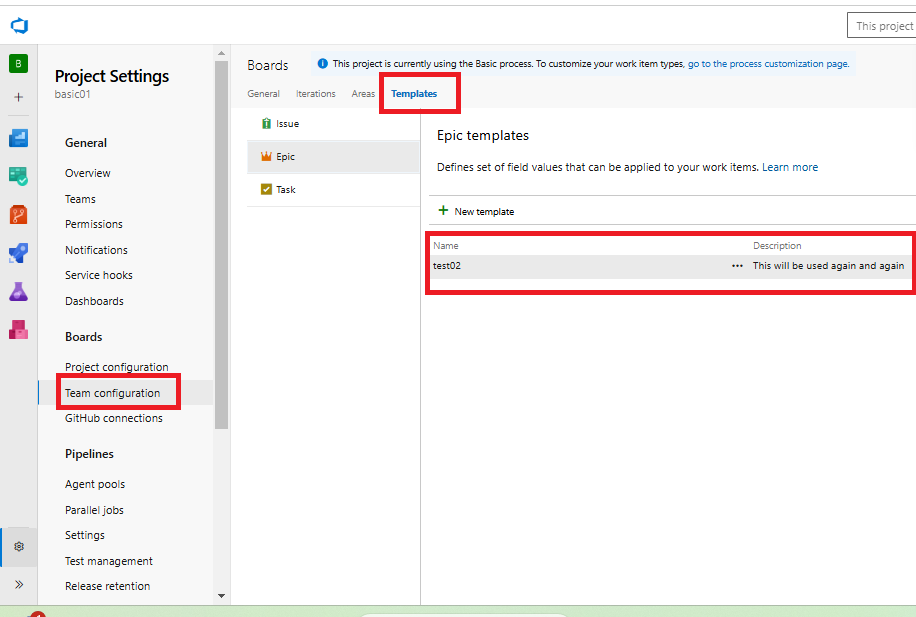 This project
B
Project Settings
basic01
General
Overview
Teams
Permissions
Notifications
Service hooks
Dashboards
Boards
Project configuration
Team configuration
GitHub connections
Pipelines
Agent pools
Parallel jobs
Settings
Test management
Release retention
Boards
This project is currently using the Basic process. To customize your work item types, go to the process customization page.
General Iterations Areas Templates
Issue
Epic
Task
Epic templates
Defines set of field values that can be applied to your work items. Learn more
+ New template
Name Description
test02 ••• This will be used again and again